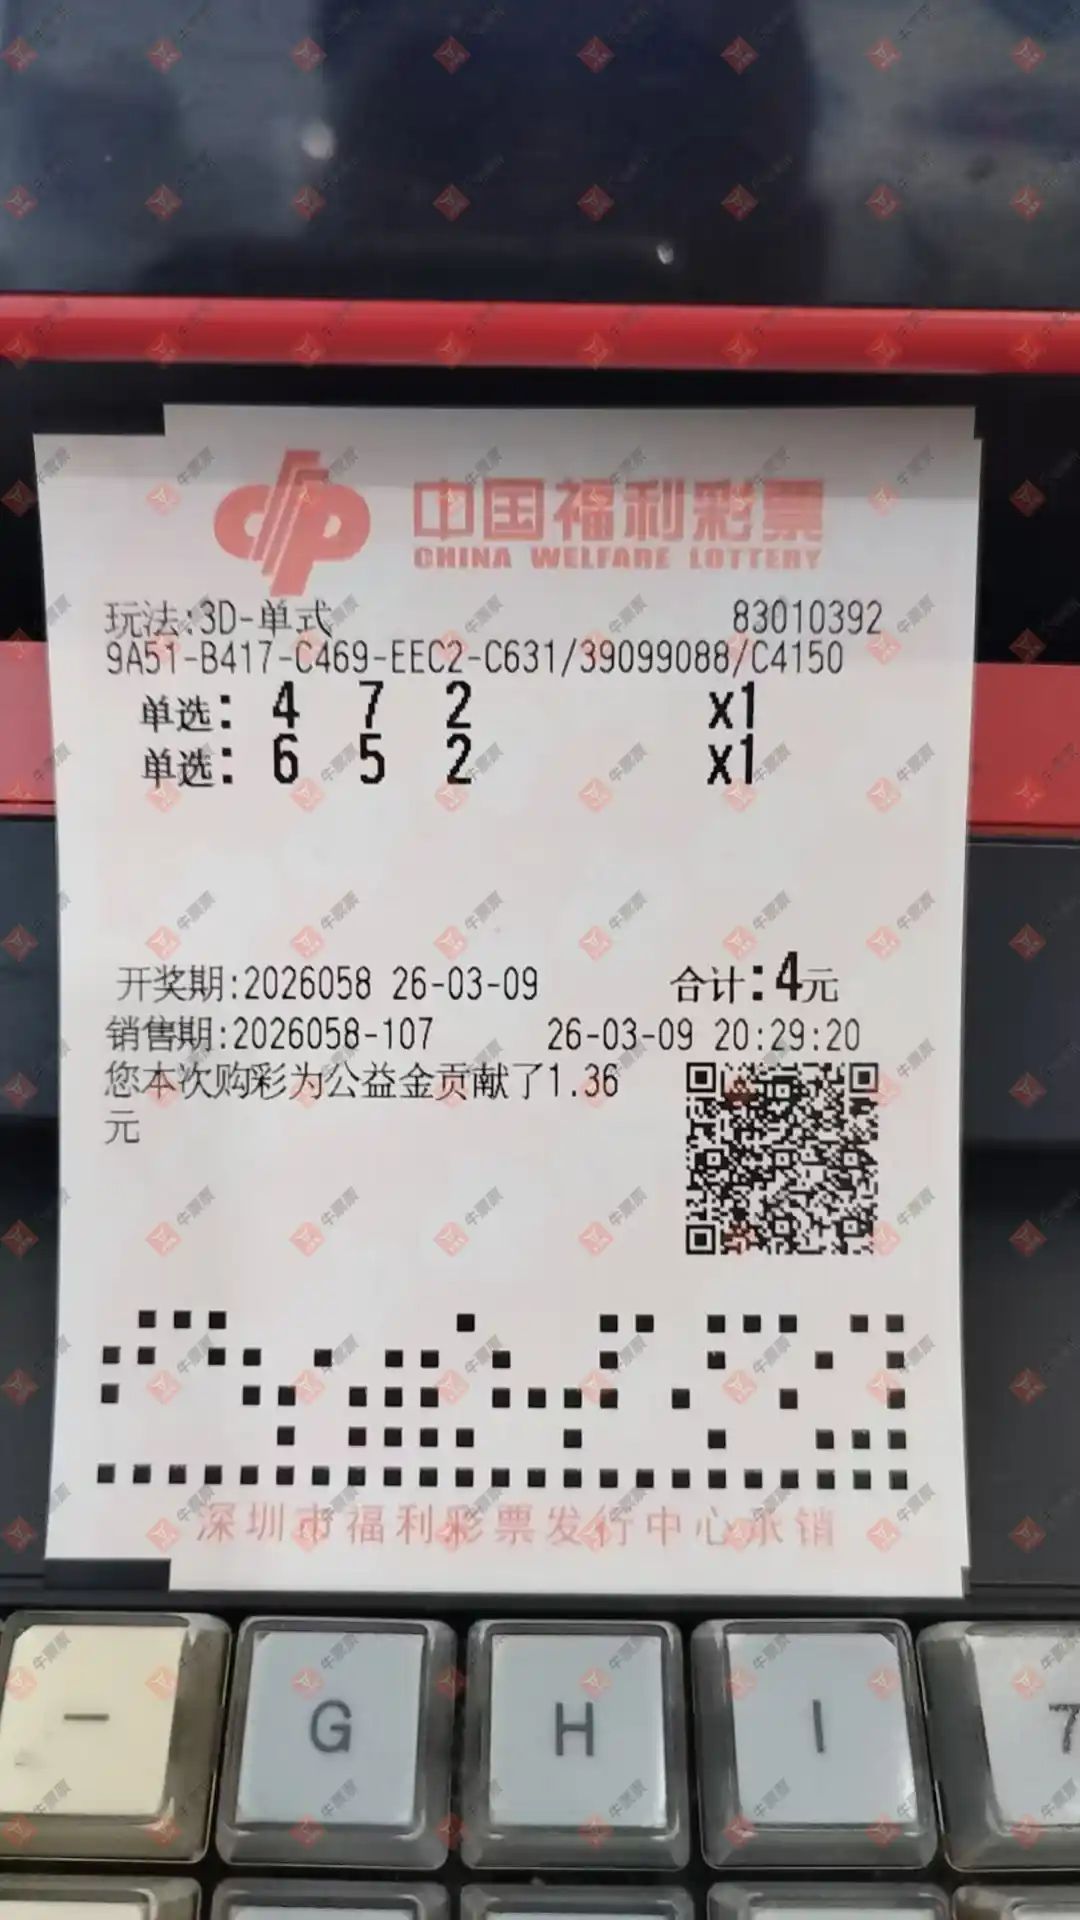 中国福利彩票
CHINA WELFARE LOTTERY
玩法:3D-单式 83010392
9A51-B417-C469-EEC2-C631/39099088/C4150
单选: 4 7 2 x1
单选: 6 5 2 x1
开奖期:2026058 26-03-09 合计:4元
销售期:2026058-107 26-03-09 20:29:20
您本次购彩为公益金贡献了1.36
元
深圳市福利彩票发行中心承销
- G H I 7
牛票票